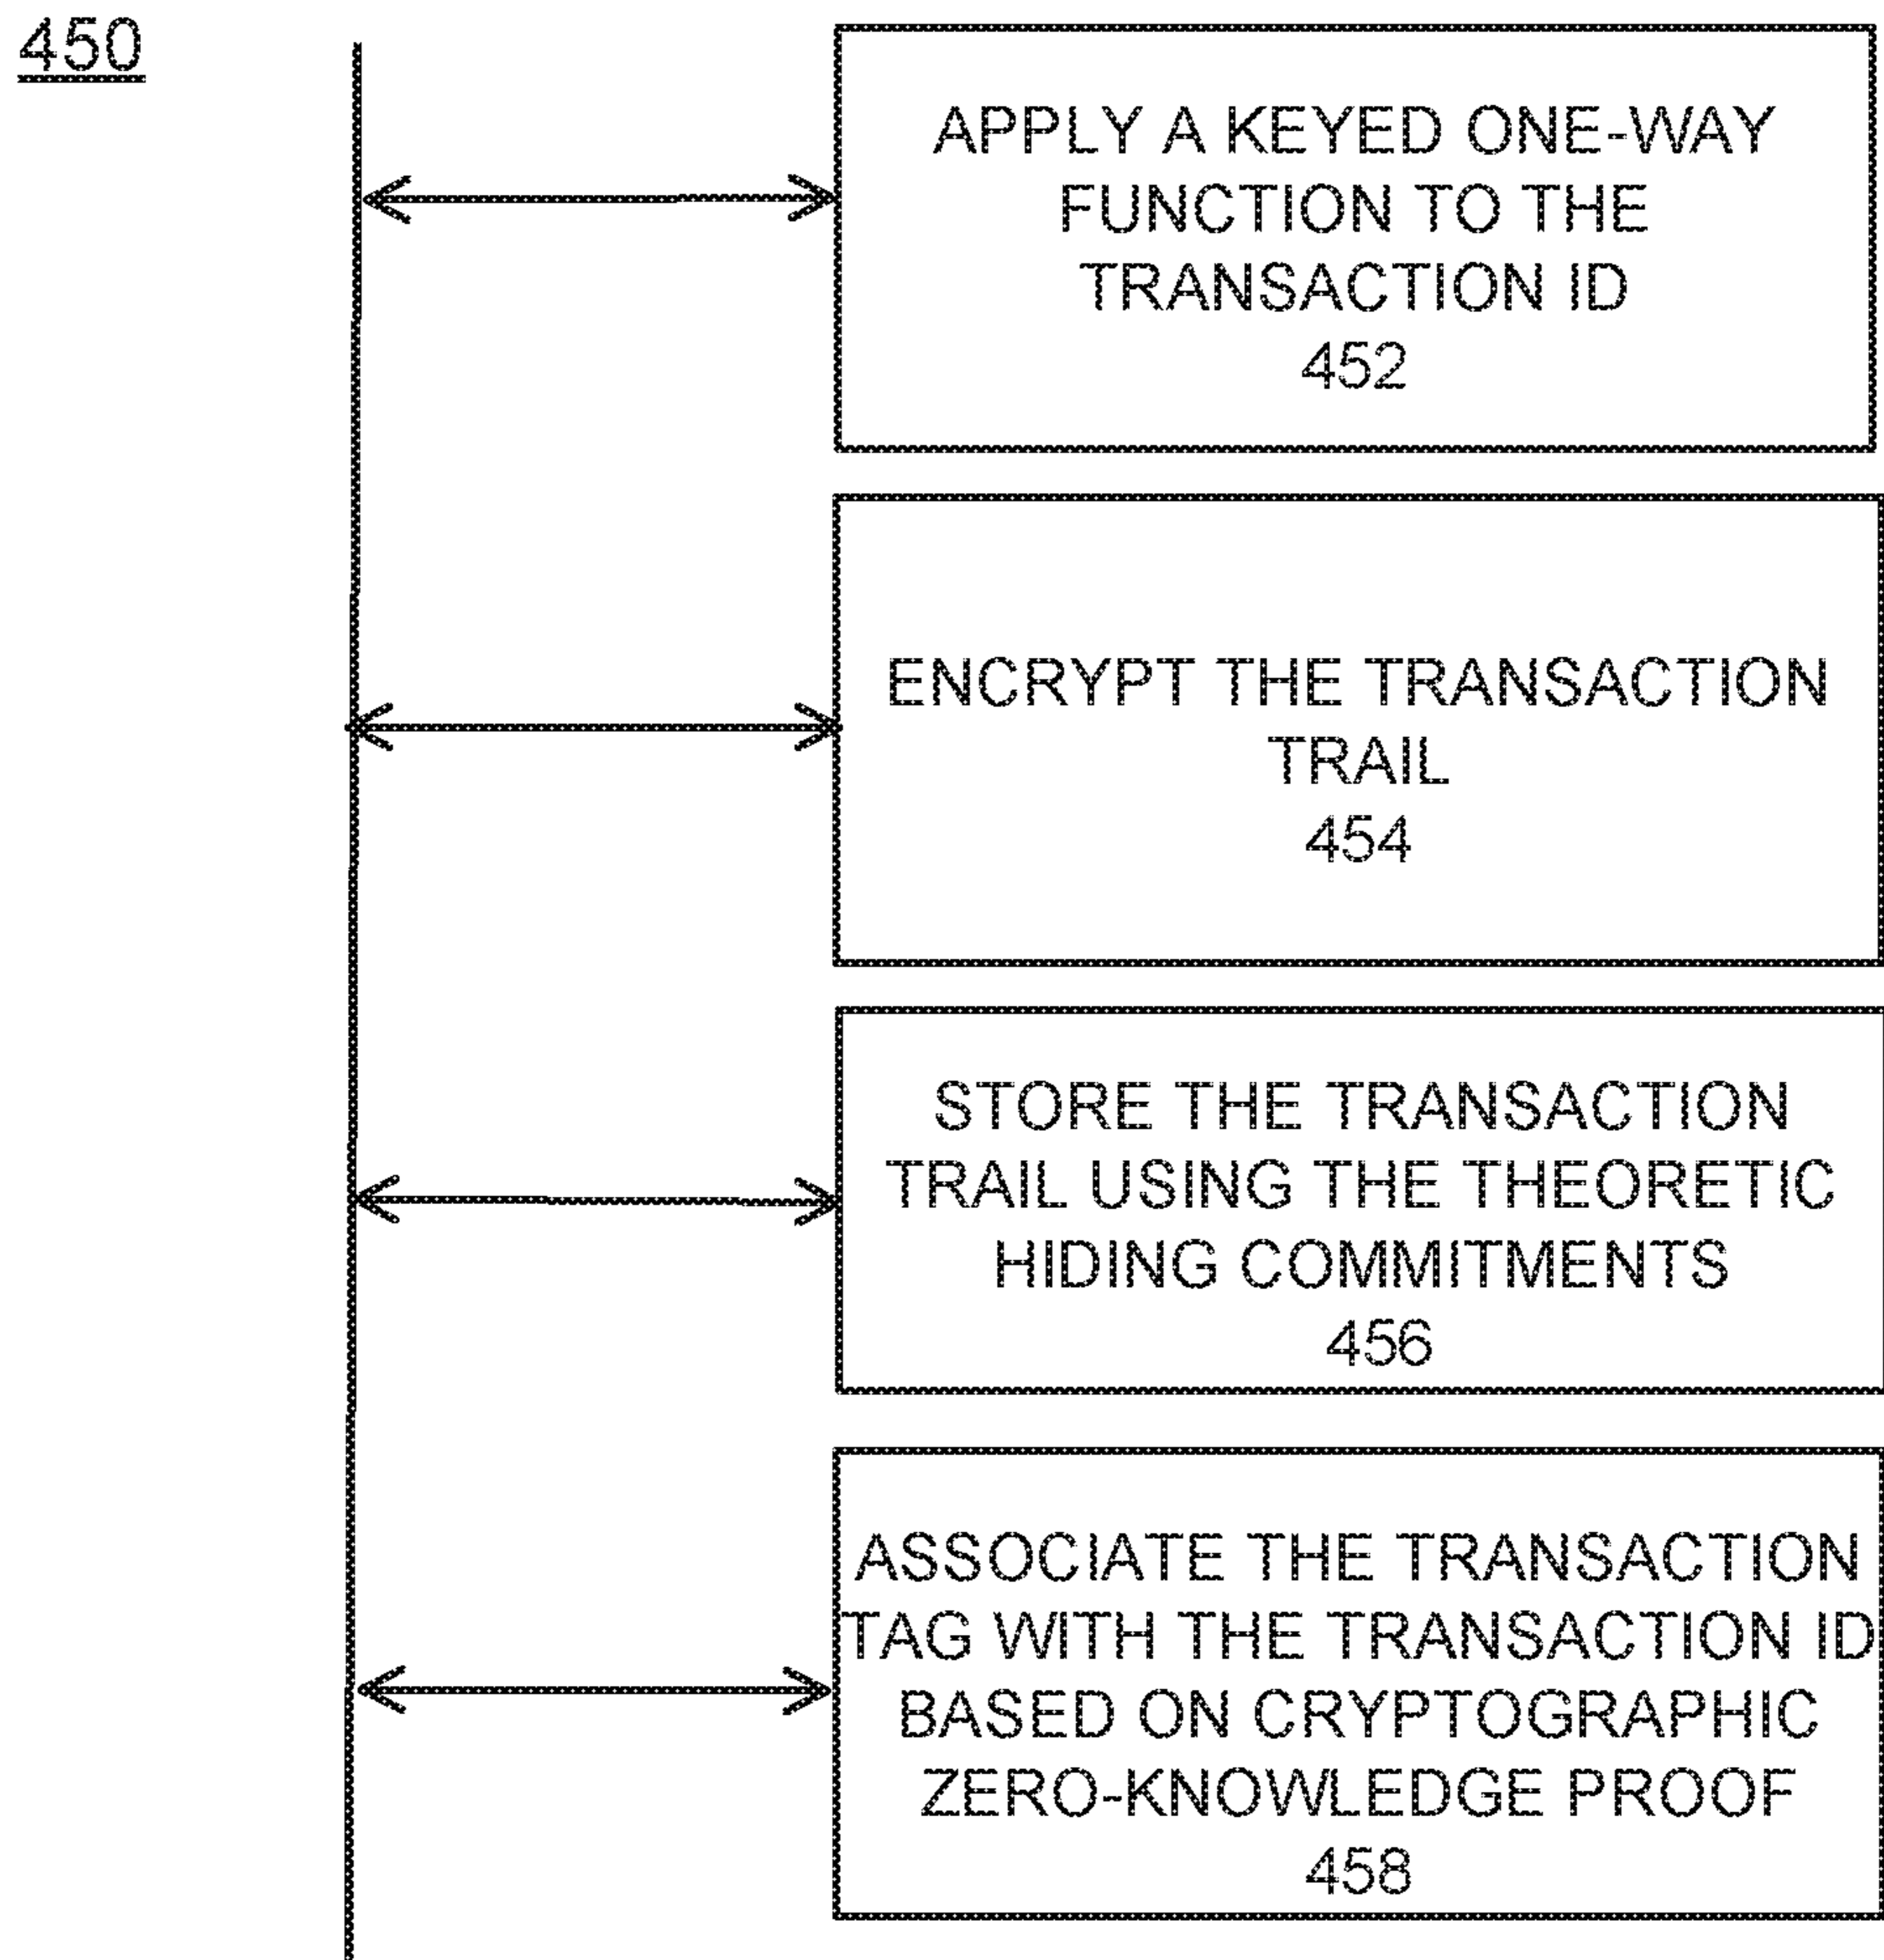 450
APPLY A KEYED ONE-WAY
FUNCTION TO THE
TRANSACTION ID
452
ENCRYPT THE TRANSACTION
TRAIL
454
STORE THE TRANSACTION
TRAIL USING THE THEORETIC
HIDING COMMITMENTS
456
ASSOCIATE THE TRANSACTION
TAG WITH THE TRANSACTION ID
BASED ON CRYPTOGRAPHIC
ZERO-KNOWLEDGE PROOF
458